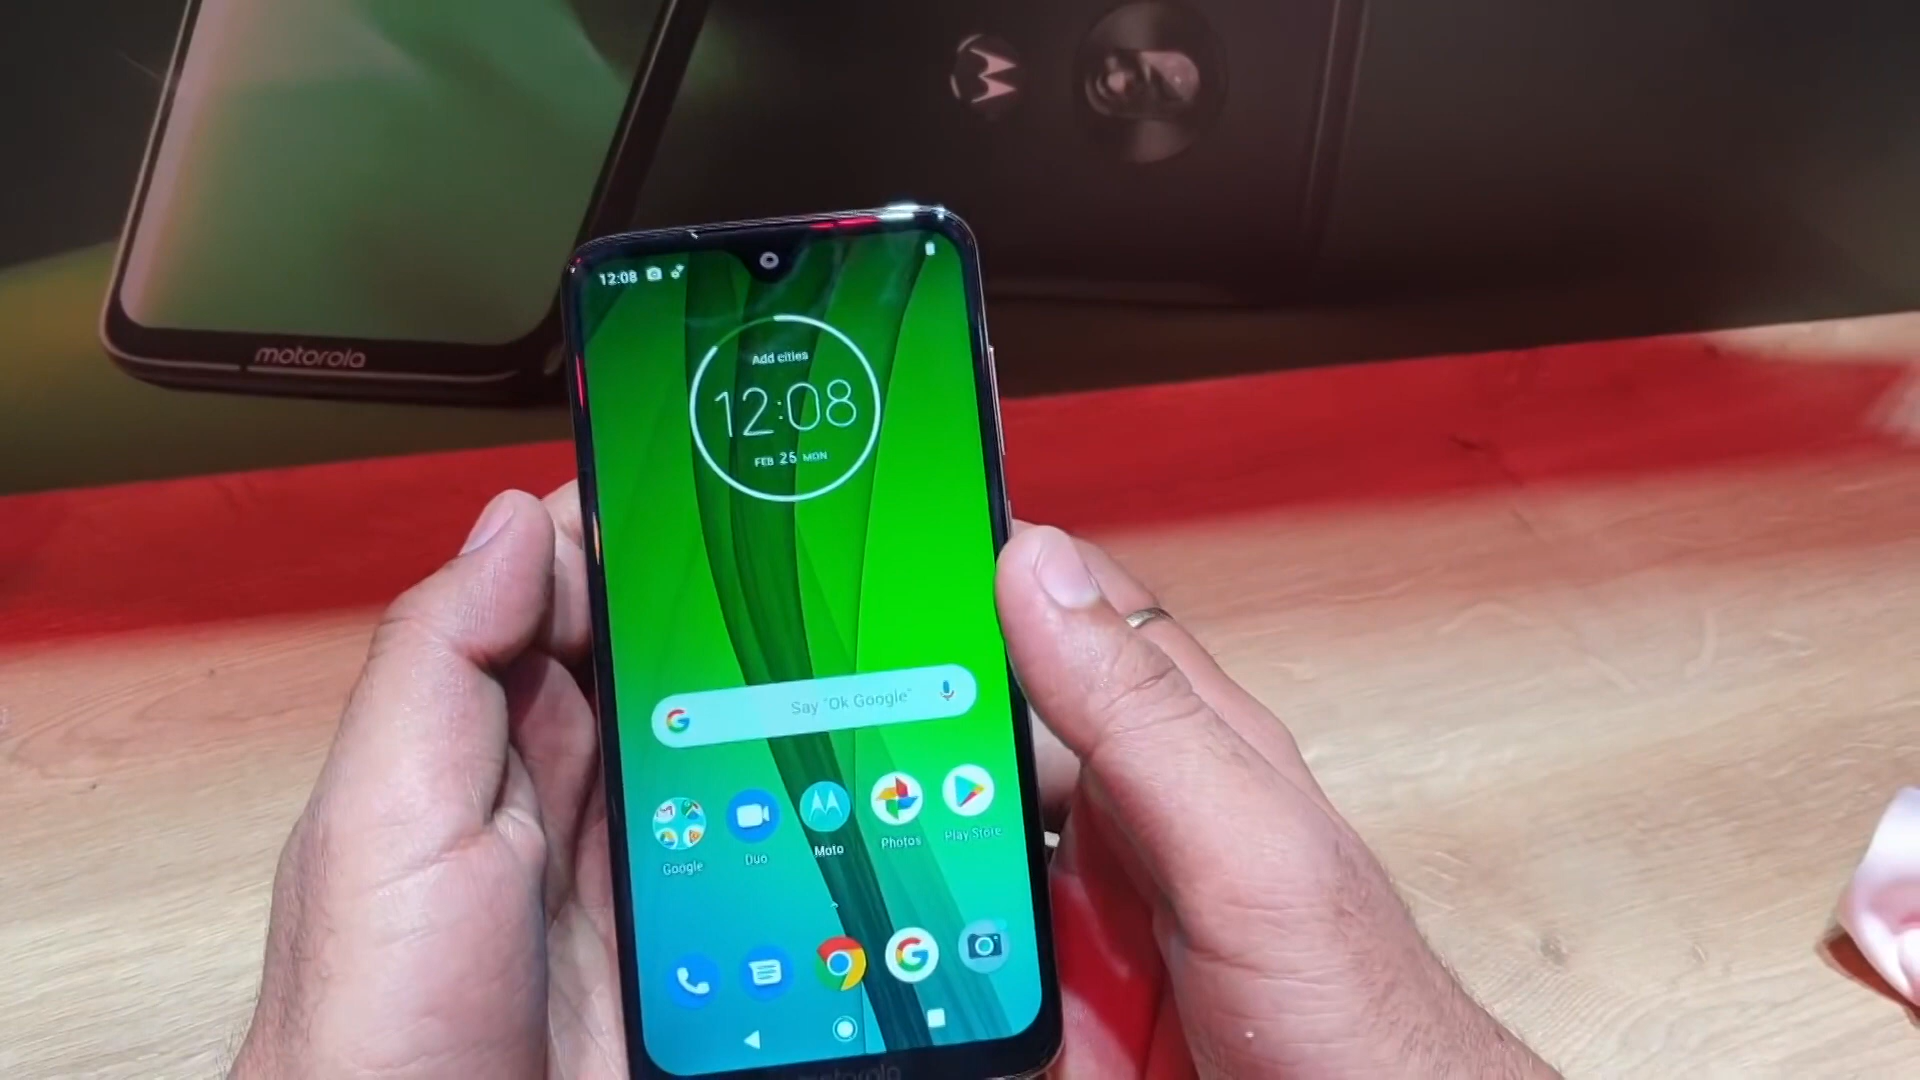 motorola
12:08
Add cities
12:08
FEB 25 MON
Say "Ok Google"
Google
Duo
Moto
Photos
Play Store
motorola